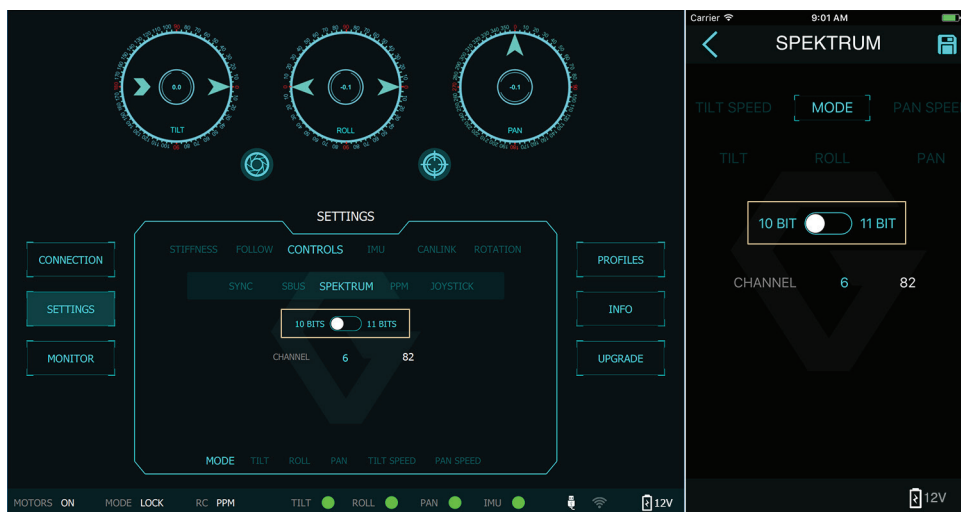 0.0
TILT
-0.1
ROLL
-0.1
PAN
SETTINGS
STIFFNESS FOLLOW CONTROLS IMU CANLINK ROTATION
SYNC SBUS SPEKTRUM PPM JOYSTICK
10 BITS 11 BITS
CHANNEL 6 82
MODE TILT ROLL PAN TILT SPEED PAN SPEED
CONNECTION
SETTINGS
MONITOR
PROFILES
INFO
UPGRADE
MOTORS ON MODE LOCK RC PPM TILT ROLL PAN IMU 12V
Carrier 9:01 AM
SPEKTRUM
TILT SPEED MODE PAN SPEE
TILT ROLL PAN
10 BIT 11 BIT
CHANNEL 6 82
12V